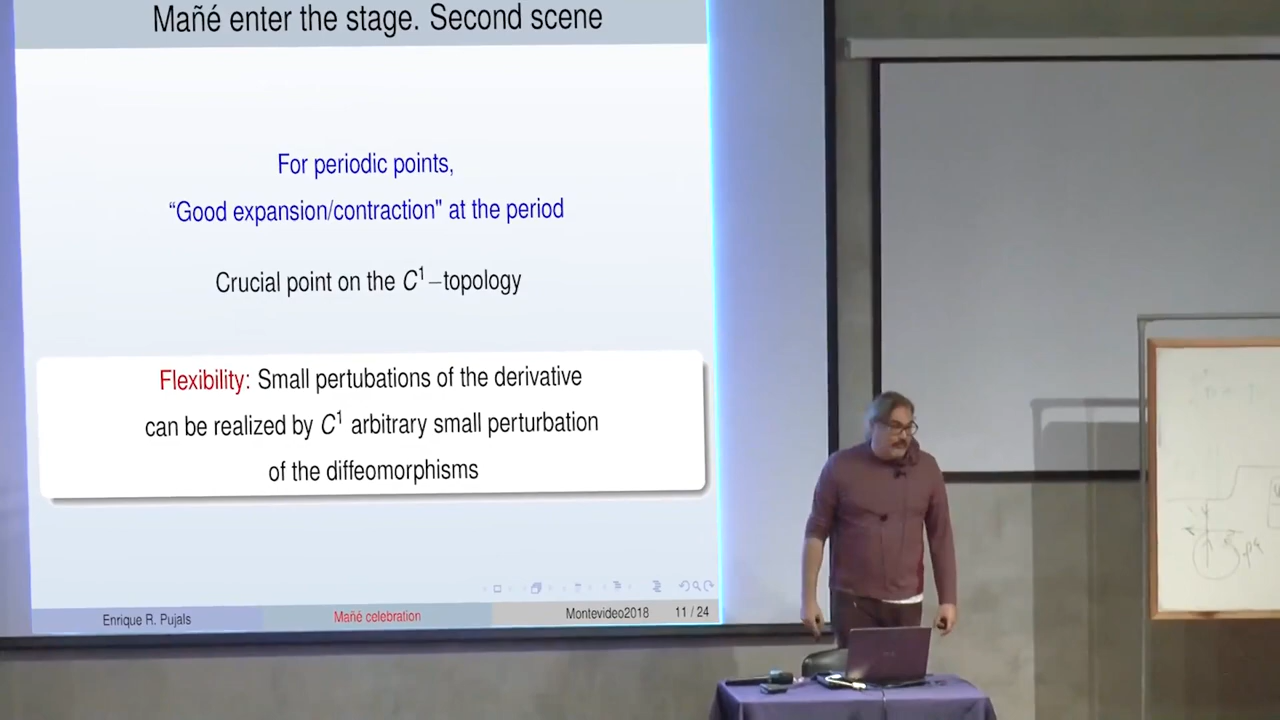 Mañé enter the stage. Second scene
For periodic points,
“Good expansion/contraction" at the period
Crucial point on the C¹–topology
Flexibility: Small pertubations of the derivative
can be realized by C¹ arbitrary small perturbation
of the diffeomorphisms
Enrique R. Pujals
Mañé celebration
Montevideo2018
11 / 24